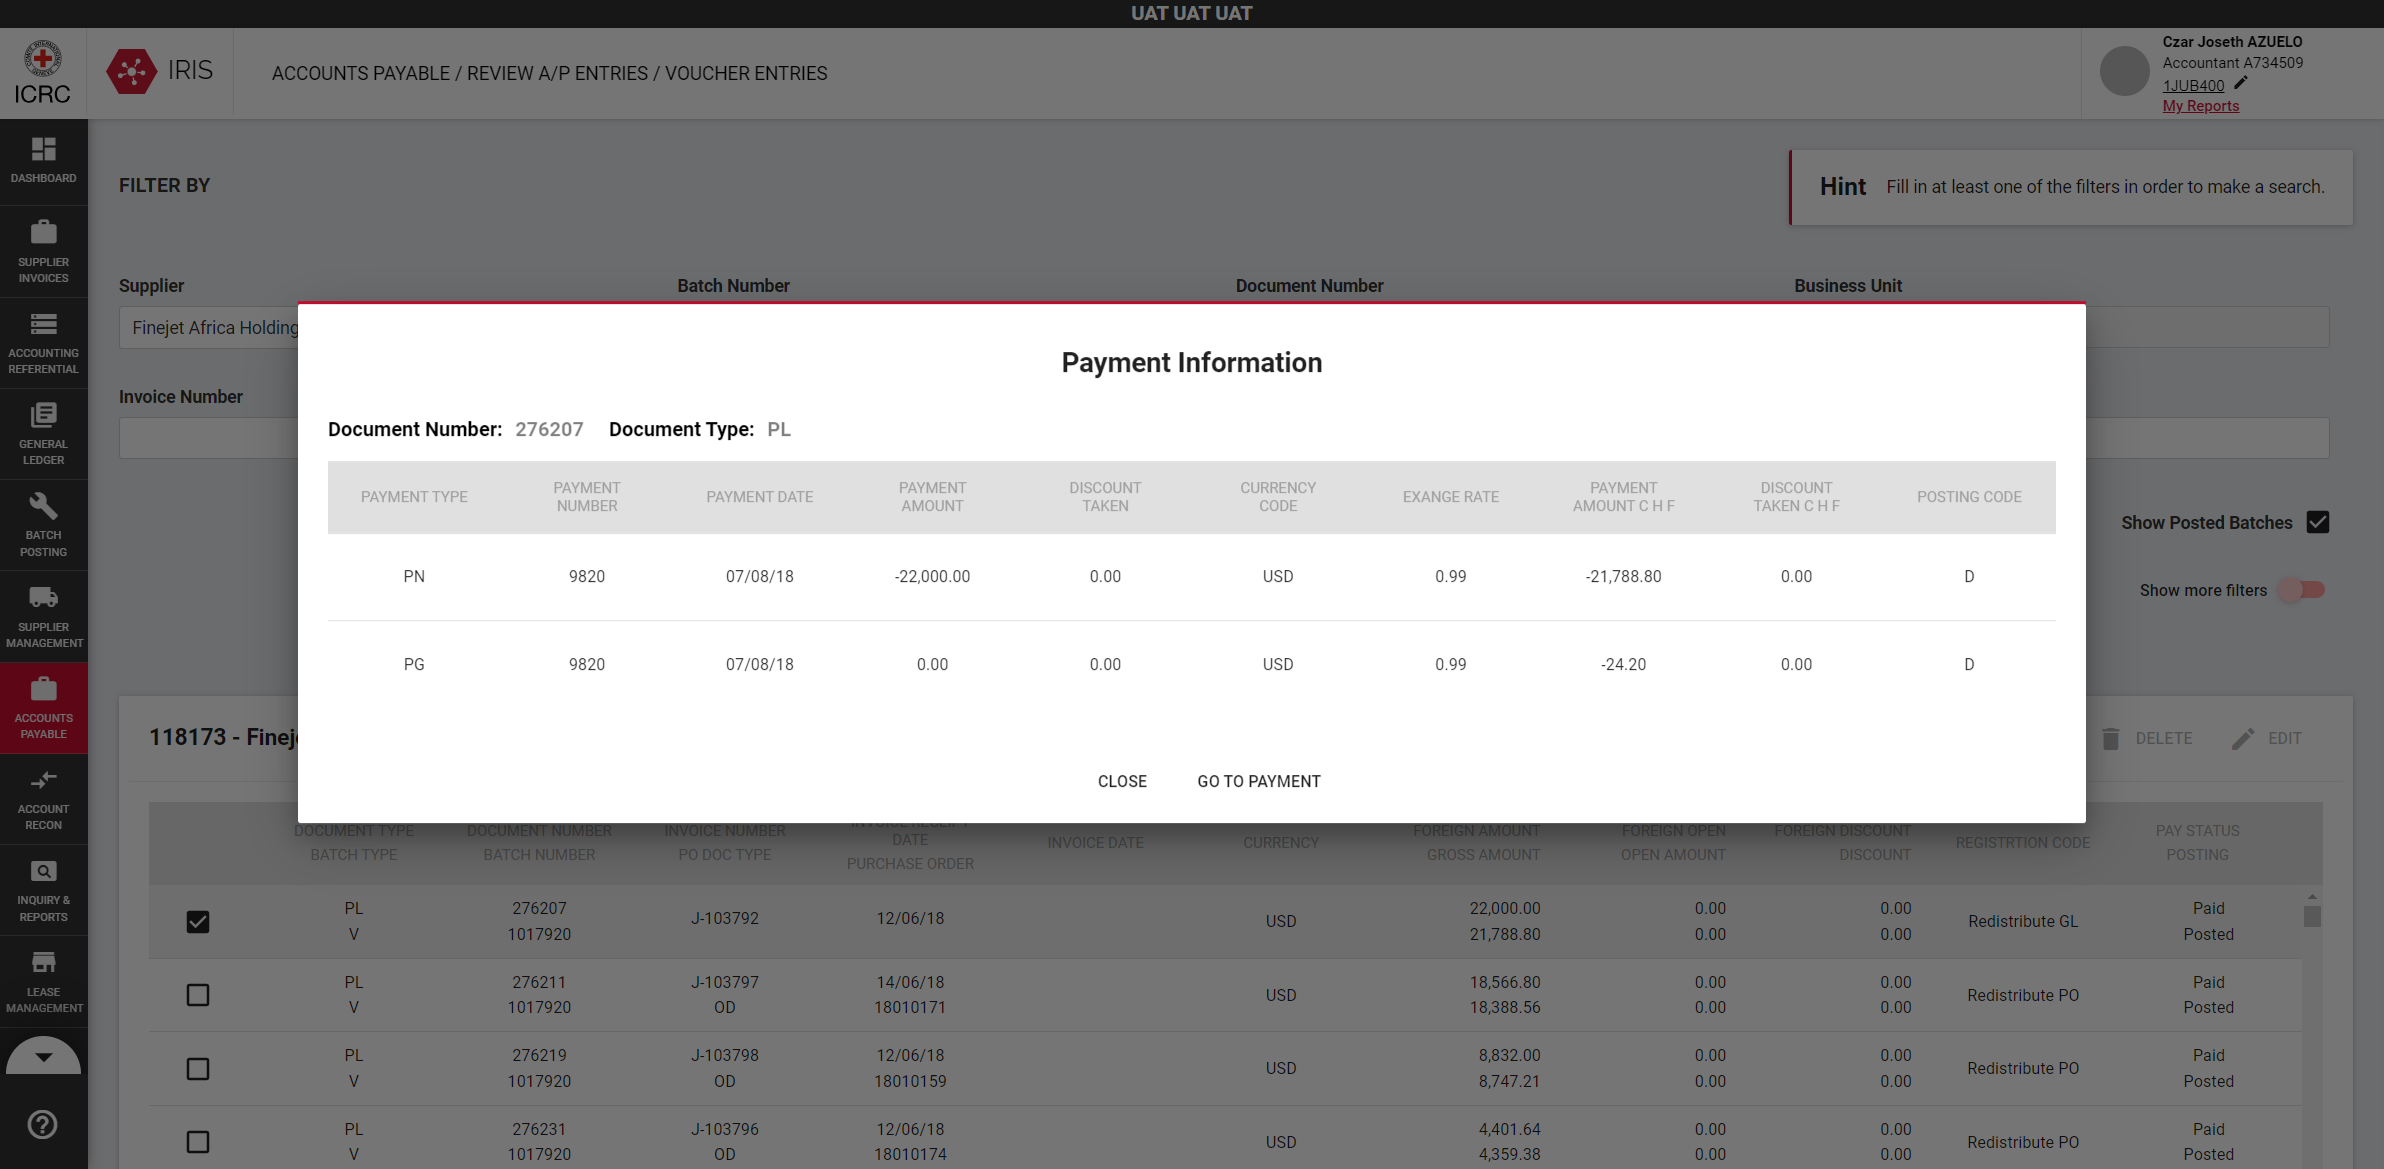 UAT UAT UAT
ICRC
IRIS
ACCOUNTS PAYABLE / REVIEW A/P ENTRIES / VOUCHER ENTRIES
Czar Joseth AZUELO
Accountant A734509
1JUB400
My Reports
DASHBOARD
SUPPLIER
INVOICES
ACCOUNTING
REFERENTIAL
GENERAL
LEDGER
BATCH
POSTING
SUPPLIER
MANAGEMENT
ACCOUNTS
PAYABLE
ACCOUNT
RECON
INQUIRY &
REPORTS
LEASE
MANAGEMENT
FILTER BY
Hint Fill in at least one of the filters in order to make a search.
Supplier Batch Number Document Number Business Unit
Finejet Africa Holding
Invoice Number
Show Posted Batches
Show more filters
Payment Information
Document Number: 276207 Document Type: PL
PAYMENT TYPE PAYMENT NUMBER PAYMENT DATE PAYMENT AMOUNT DISCOUNT TAKEN CURRENCY CODE EXANGE RATE PAYMENT AMOUNT C H F DISCOUNT TAKEN C H F POSTING CODE
PN 9820 07/08/18 -22,000.00 0.00 USD 0.99 -21,788.80 0.00 D
PG 9820 07/08/18 0.00 0.00 USD 0.99 -24.20 0.00 D
CLOSE GO TO PAYMENT
118173 - Finej
DELETE EDIT
DOCUMENT TYPE DOCUMENT NUMBER INVOICE NUMBER INVOICE RECEIPT DATE INVOICE DATE CURRENCY FOREIGN AMOUNT FOREIGN OPEN FOREIGN DISCOUNT REGISTRTION CODE PAY STATUS
BATCH TYPE BATCH NUMBER PO DOC TYPE PURCHASE ORDER GROSS AMOUNT OPEN AMOUNT DISCOUNT POSTING
PL 276207 J-103792 12/06/18 USD 22,000.00 0.00 0.00 Redistribute GL Paid
V 1017920 21,788.80 0.00 0.00 Posted
PL 276211 J-103797 14/06/18 USD 18,566.80 0.00 0.00 Redistribute PO Paid
V 1017920 OD 18010171 18,388.56 0.00 0.00 Posted
PL 276219 J-103798 12/06/18 USD 8,832.00 0.00 0.00 Redistribute PO Paid
V 1017920 OD 18010159 8,747.21 0.00 0.00 Posted
PL 276231 J-103796 12/06/18 USD 4,401.64 0.00 0.00 Redistribute PO Paid
V 1017920 OD 18010174 4,359.38 0.00 0.00 Posted